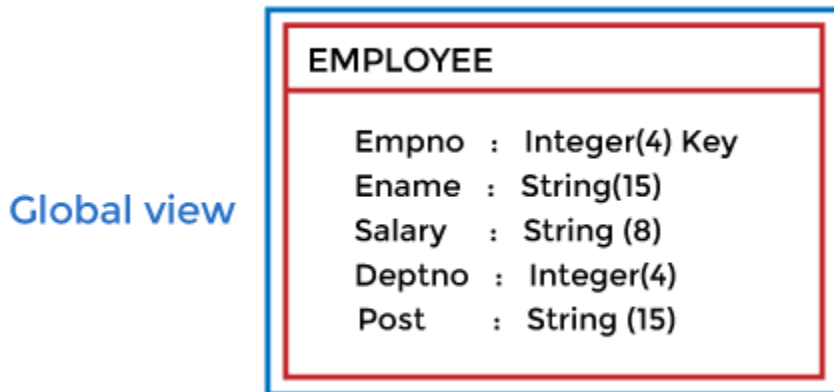 EMPLOYEE
Empno : Integer(4) Key
Ename : String(15)
Global view
Salary : String (8)
Deptno : Integer(4)
Post : String (15)